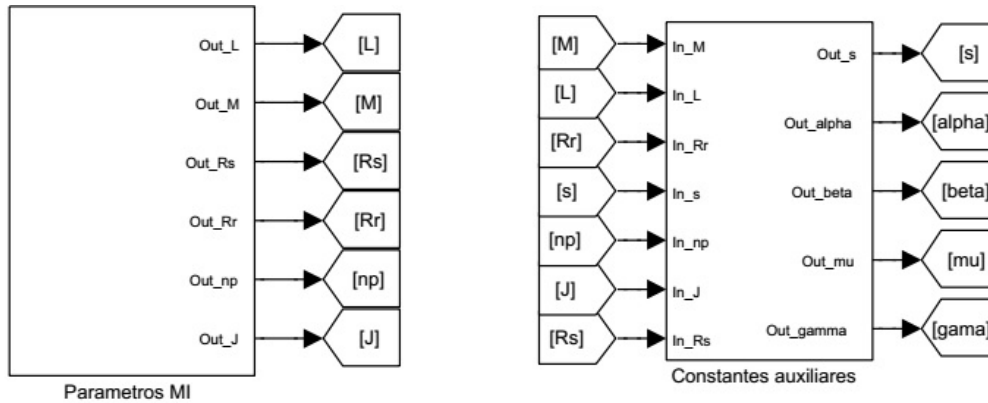 Out_L
[L]
Out_M
[M]
Out_Rs
[Rs]
Out_Rr
[Rr]
Out_np
[np]
Out_J
[J]
Parametros MI
[M]
In_M
[L]
In_L
[Rr]
In_Rr
[s]
In_s
[np]
In_np
[J]
In_J
[Rs]
In_Rs
Out_s
[s]
Out_alpha
[alpha]
Out_beta
[beta]
Out_mu
[mu]
Out_gamma
[gama]
Constantes auxiliares